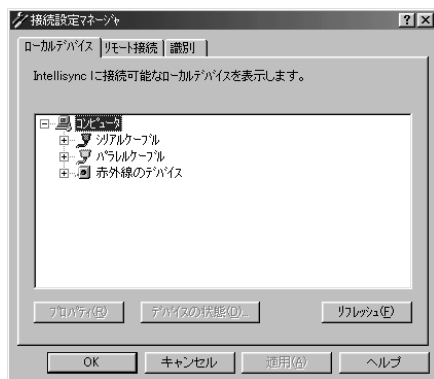 接続設定マネージャ
ローカルデバイス リモート接続 識別
Intellisync に接続可能なローカルデバイスを表示します。
コンピュータ
シリアルケーブル
パラレルケーブル
赤外線のデバイス
プロパティ(R) デバイスの状態(D)... リフレッシュ(F)
OK キャンセル 適用(A) ヘルプ